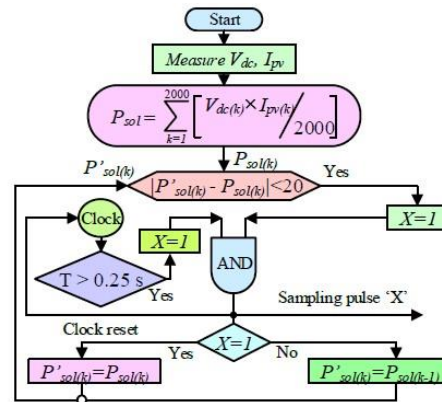 Start
Measure V_dc, I_pv
P_sol = \sum_{k=1}^{2000} [V_dc(k) × I_pv(k) / 2000]
P'_sol(k)
P_sol(k)
|P'_sol(k) - P_sol(k)|<20
Yes
Clock
X=1
X=1
AND
T > 0.25 s
Yes
Sampling pulse ‘X’
Clock reset
Yes
X=1
No
P'_sol(k)=P_sol(k)
P'_sol(k)=P_sol(k-1)